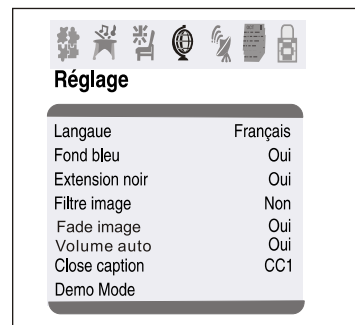 Réglage
Langaue Français
Fond bleu Oui
Extension noir Oui
Filtre image Non
Fade image Oui
Volume auto Oui
Close caption CC1
Demo Mode